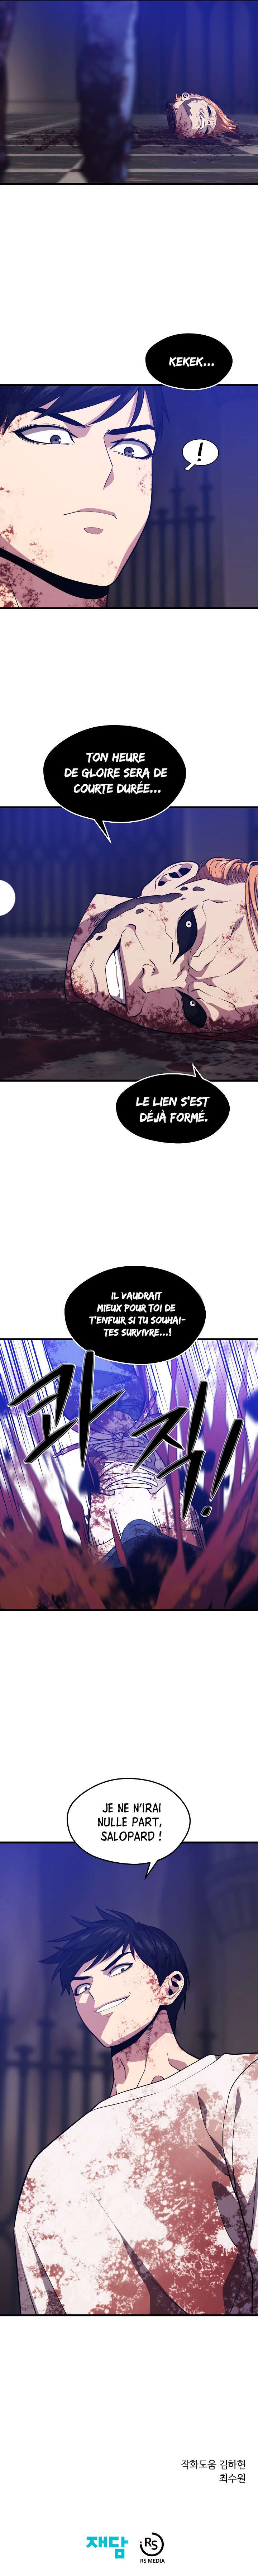 KEKEK...
!
TON HEURE
DE GLOIRE SERA DE
COURTE DURÉE...
LE LIEN S'EST
DÉJÀ FORMÉ.
IL VAUDRAIT
MIEUX POUR TOI DE
T'ENFUIR SI TU SOUHAI-
TES SURVIVRE...!
콰직!
JE NE N'IRAI
NULLE PART,
SALOPARD !
작화도움 김하현
최수원
재담
RS
RS MEDIA